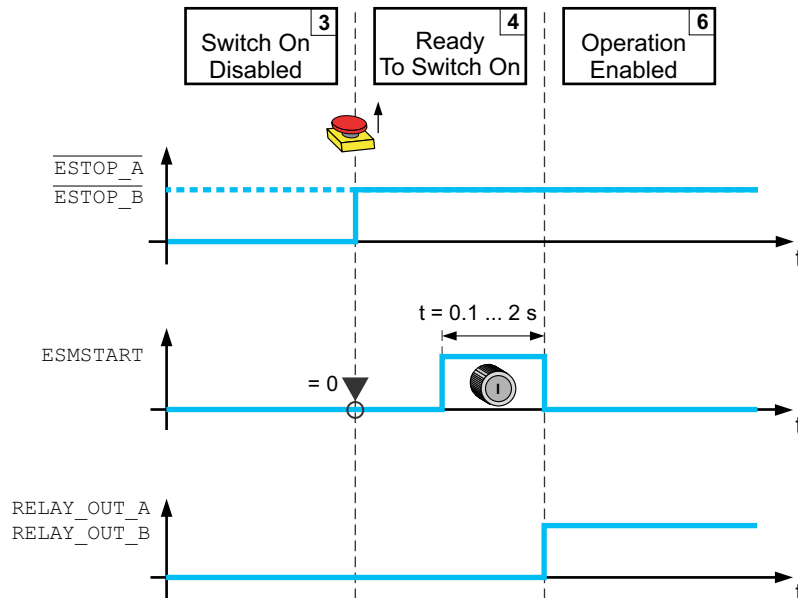 3
Switch On
Disabled
4
Ready
To Switch On
6
Operation
Enabled
ESTOP_A
ESTOP_B
t
t = 0.1 ... 2 s
ESMSTART
= 0
I
t
RELAY_OUT_A
RELAY_OUT_B
t